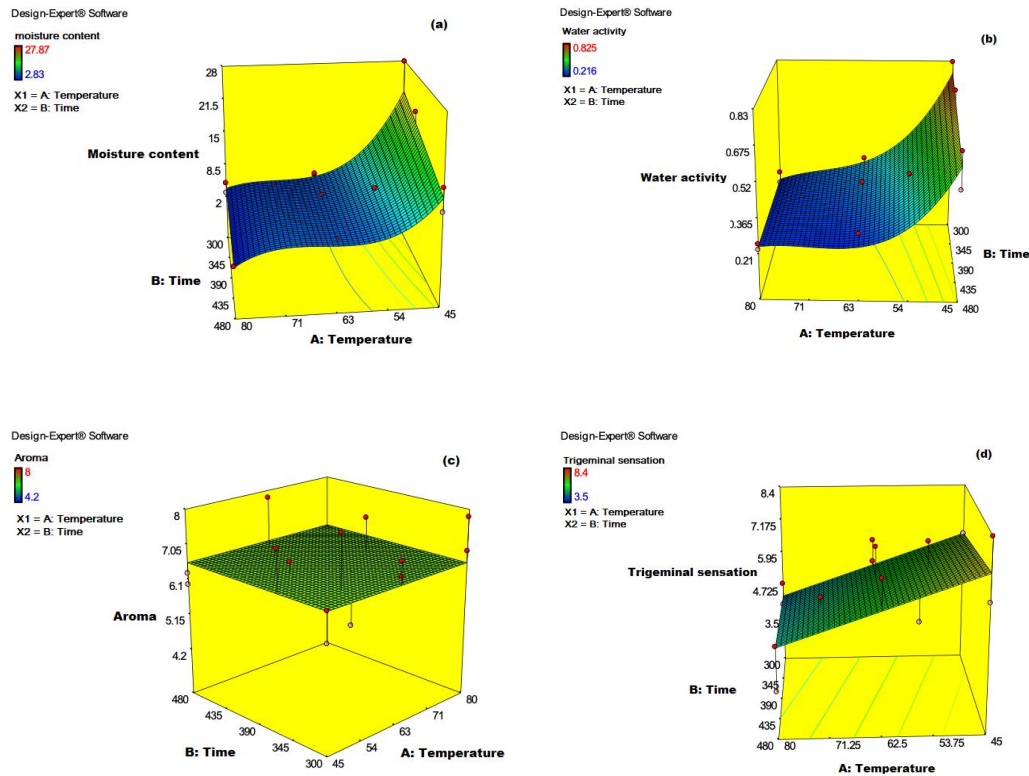 Design-Expert® Software
(a)
moisture content
27.87
2.83
X1 = A: Temperature
X2 = B: Time
28
21.5
15
8.5
2
Moisture content
300
345
390
435
480
B: Time
80
71
63
54
45
A: Temperature
Design-Expert® Software
(b)
Water activity
0.825
0.216
X1 = A: Temperature
X2 = B: Time
0.83
0.675
0.52
0.365
0.21
Water activity
300
345
390
435
480
B: Time
80
71
63
54
45
A: Temperature
Design-Expert® Software
(c)
Aroma
8
4.2
X1 = A: Temperature
X2 = B: Time
8
7.05
6.1
5.15
4.2
Aroma
480
435
390
345
300
B: Time
45
54
63
71
80
A: Temperature
Design-Expert® Software
(d)
Trigeminal sensation
8.4
3.5
X1 = A: Temperature
X2 = B: Time
8.4
7.175
5.95
4.725
3.5
Trigeminal sensation
300
345
390
435
480
B: Time
80
71.25
62.5
53.75
45
A: Temperature